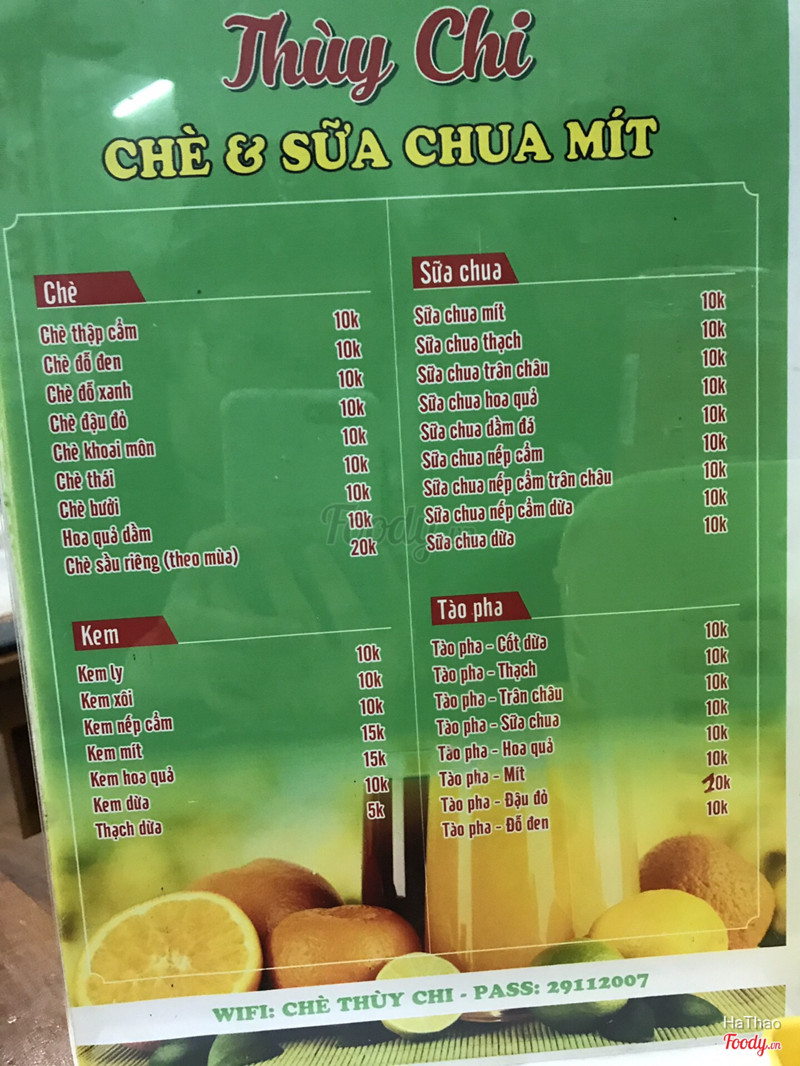 Thùy Chi
CHÈ & SỮA CHUA MÍT
Chè
Chè thập cẩm 10k
Chè đỗ đen 10k
Chè đỗ xanh 10k
Chè đậu đỏ 10k
Chè khoai môn 10k
Chè thái 10k
Chè bưởi 10k
Hoa quả dầm 10k
Chè sầu riêng (theo mùa) 20k
Kem
Kem ly 10k
Kem xôi 10k
Kem nếp cẩm 10k
Kem mít 15k
Kem hoa quả 15k
Kem dừa 10k
Thạch dừa 5k
Sữa chua
Sữa chua mít 10k
Sữa chua thạch 10k
Sữa chua trân châu 10k
Sữa chua hoa quả 10k
Sữa chua dầm đá 10k
Sữa chua nếp cẩm 10k
Sữa chua nếp cẩm trân châu 10k
Sữa chua nếp cẩm dừa 10k
Sữa chua dừa 10k
Tào pha
Tào pha - Cốt dừa 10k
Tào pha - Thạch 10k
Tào pha - Trân châu 10k
Tào pha - Sữa chua 10k
Tào pha - Hoa quả 10k
Tào pha - Mít 10k
Tào pha - Đậu đỏ 10k
Tào pha - Đỗ đen 10k
WIFI: CHÈ THÙY CHI - PASS: 29112007
Foody.vn
HaThao
Foody.vn